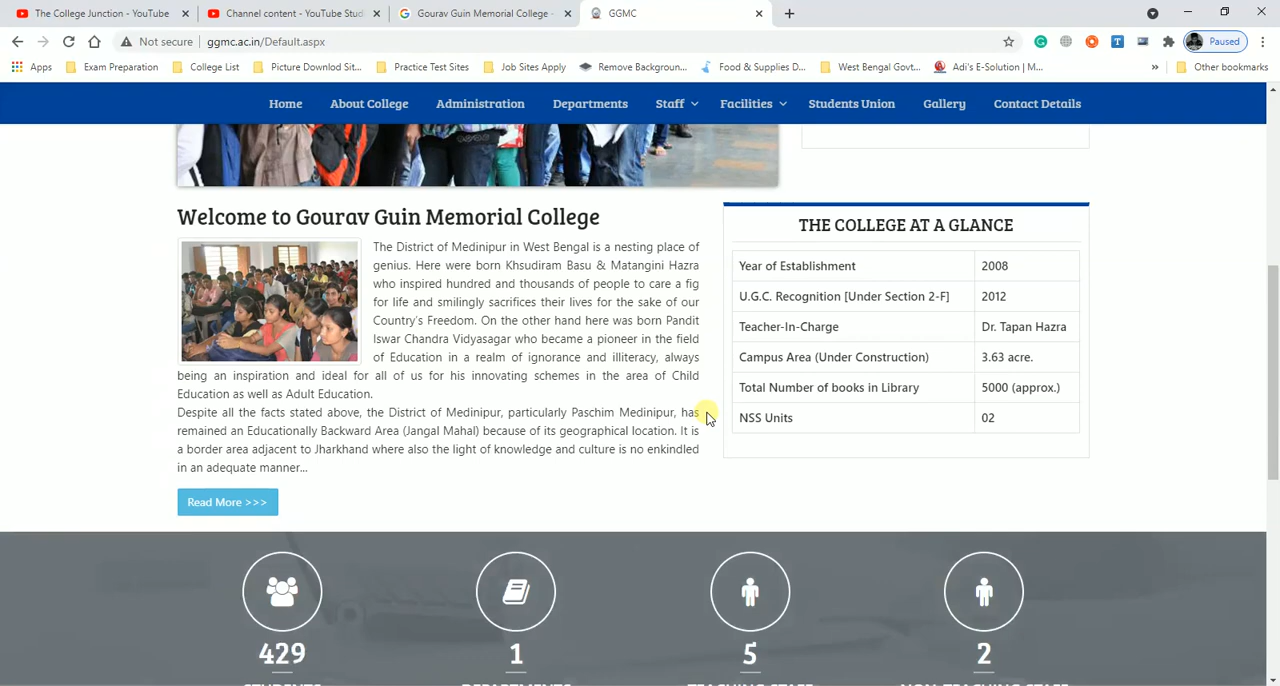 The College Junction - YouTube
Channel content - YouTube Stud
Gourav Guin Memorial College -
GGMC
Not secure
ggmc.ac.in/Default.aspx
Paused
Apps
Exam Preparation
College List
Picture Downlod Sit...
Practice Test Sites
Job Sites Apply
Remove Backgroun...
Food & Supplies D...
West Bengal Govt...
Adi's E-Solution | M...
»
Other bookmarks
Home
About College
Administration
Departments
Staff
Facilities
Students Union
Gallery
Contact Details
Welcome to Gourav Guin Memorial College
The District of Medinipur in West Bengal is a nesting place of
genius. Here were born Khsudiram Basu & Matangini Hazra
who inspired hundred and thousands of people to care a fig
for life and smilingly sacrifices their lives for the sake of our
Country's Freedom. On the other hand here was born Pandit
Iswar Chandra Vidyasagar who became a pioneer in the field
of Education in a realm of ignorance and illiteracy, always
being an inspiration and ideal for all of us for his innovating schemes in the area of Child
Education as well as Adult Education.
Despite all the facts stated above, the District of Medinipur, particularly Paschim Medinipur, has
remained an Educationally Backward Area (Jangal Mahal) because of its geographical location. It is
a border area adjacent to Jharkhand where also the light of knowledge and culture is no enkindled
in an adequate manner...
Read More >>>
THE COLLEGE AT A GLANCE
Year of Establishment 2008
U.G.C. Recognition [Under Section 2-F] 2012
Teacher-In-Charge Dr. Tapan Hazra
Campus Area (Under Construction) 3.63 acre.
Total Number of books in Library 5000 (approx.)
NSS Units 02
429
1
5
2
STUDENTS
DEPARTMENTS
TEACHING STAFF
NON-TEACHING STAFF